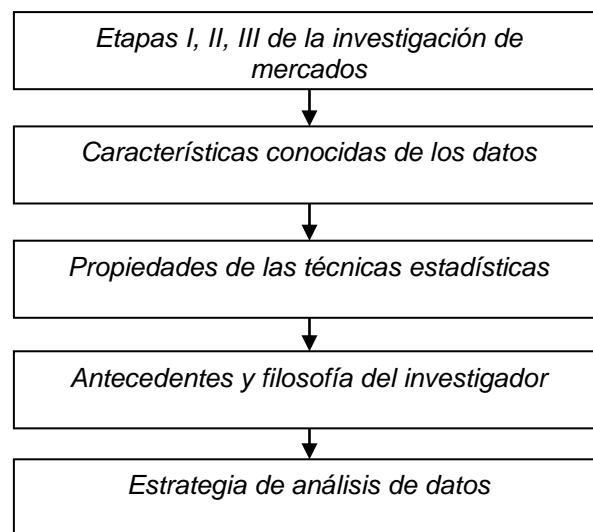 Etapas I, II, III de la investigación de
mercados
Características conocidas de los datos
Propiedades de las técnicas estadísticas
Antecedentes y filosofía del investigador
Estrategia de análisis de datos